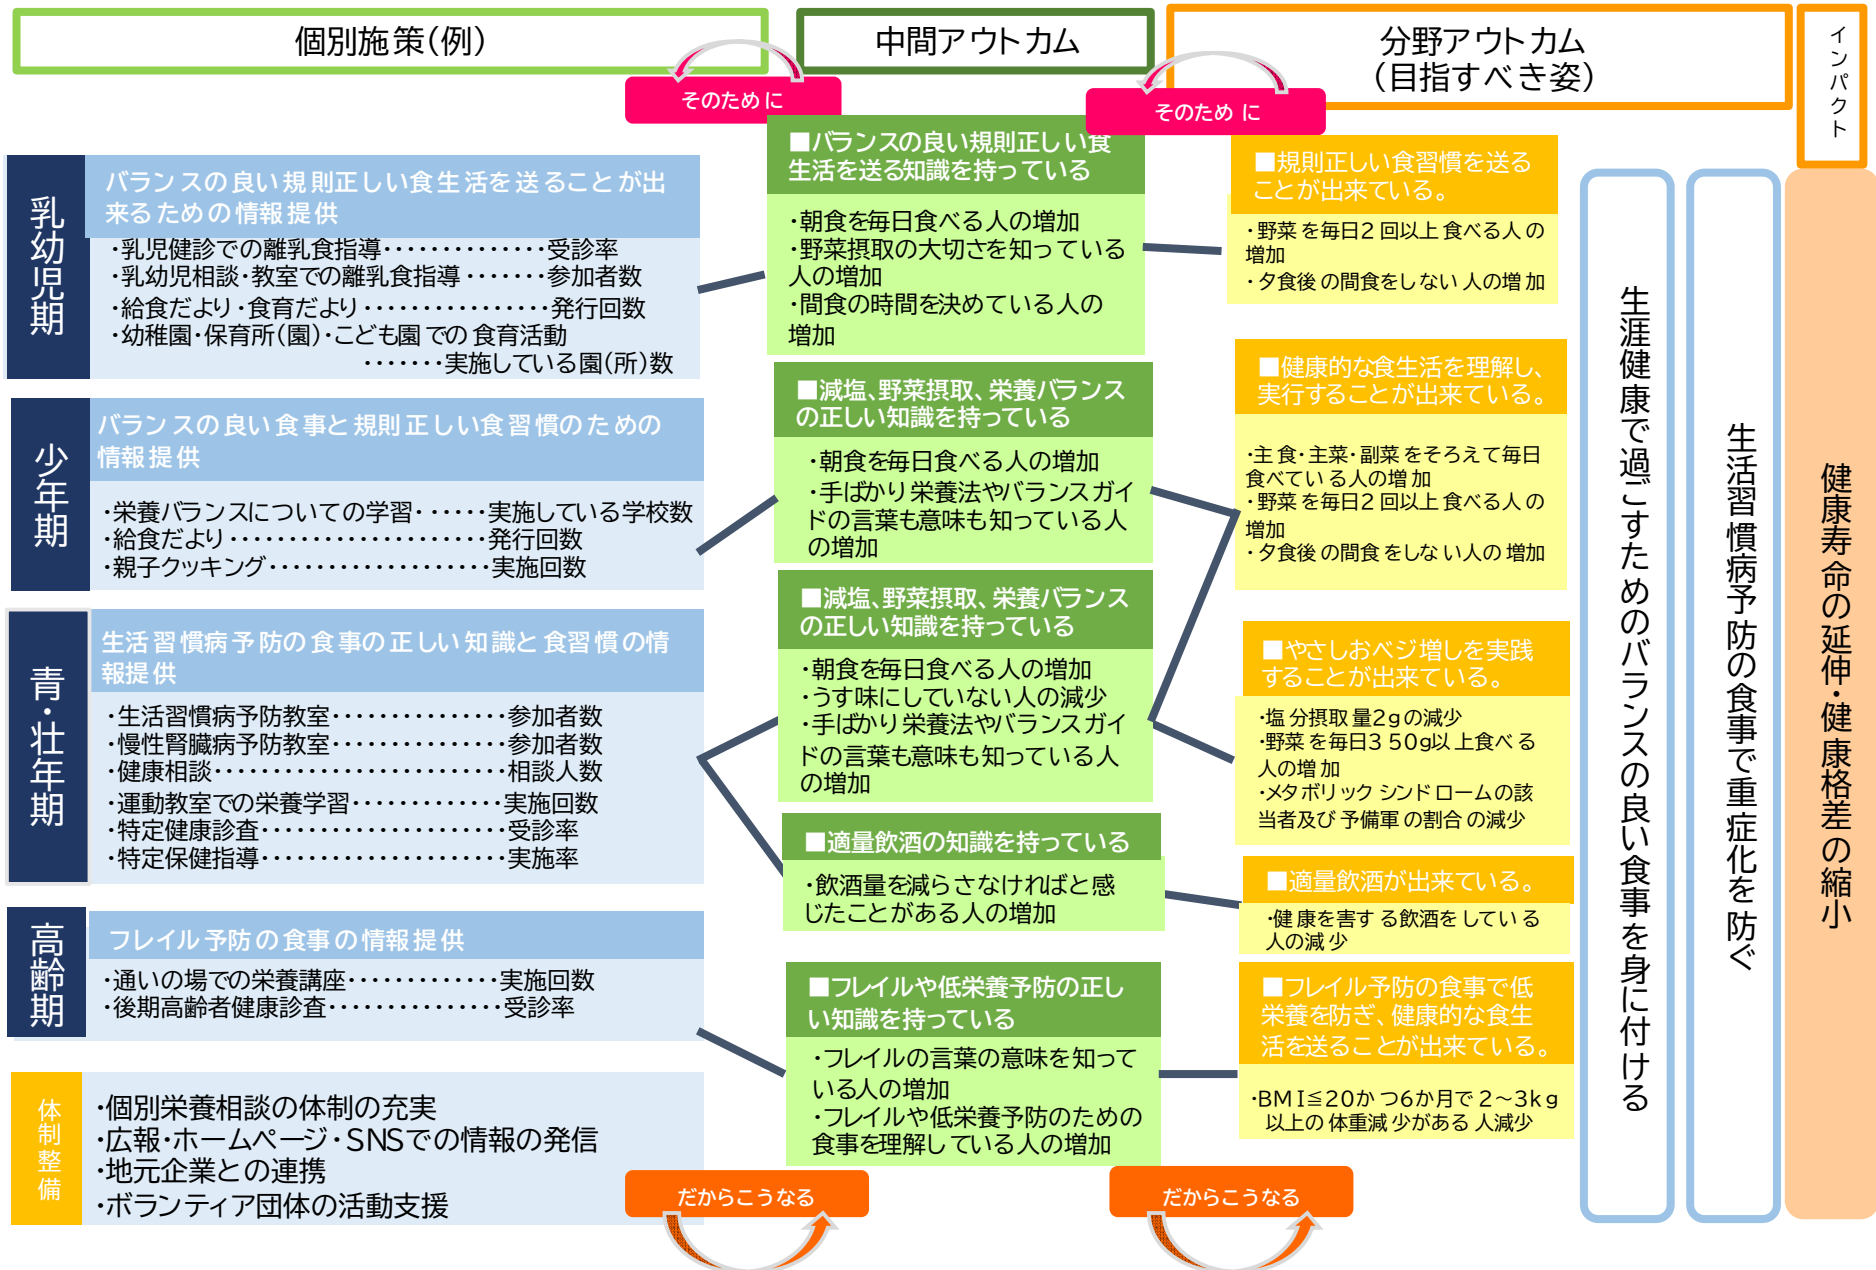 個別施策(例)
中間アウトカム
分野アウトカム
(目指すべき姿)
インパクト
そのために
そのために
乳幼児期
バランスの良い規則正しい食生活を送ることが出
来るための情報提供
・乳児健診での離乳食指導・・・・・・・・・・・・・・受診率
・乳幼児相談・教室での離乳食指導・・・・・・・参加者数
・給食だより・食育だより・・・・・・・・・・・・・・・・発行回数
・幼稚園・保育所(園)・こども園での食育活動
・・・・・・・実施している園(所)数
少年期
バランスの良い食事と規則正しい食習慣のための
情報提供
・栄養バランスについての学習・・・・・・実施している学校数
・給食だより・・・・・・・・・・・・・・・・・・・・・発行回数
・親子クッキング・・・・・・・・・・・・・・・・・・実施回数
青・壮年期
生活習慣病予防の食事の正しい知識と食習慣の情
報提供
・生活習慣病予防教室・・・・・・・・・・・・・・参加者数
・慢性腎臓病予防教室・・・・・・・・・・・・・・参加者数
・健康相談・・・・・・・・・・・・・・・・・・・・・・・・相談人数
・運動教室での栄養学習・・・・・・・・・・・・実施回数
・特定健康診査・・・・・・・・・・・・・・・・・・・・受診率
・特定保健指導・・・・・・・・・・・・・・・・・・・・実施率
高齢期
フレイル予防の食事の情報提供
・通いの場での栄養講座・・・・・・・・・・・・実施回数
・後期高齢者健康診査・・・・・・・・・・・・・・受診率
体制整備
・個別栄養相談の体制の充実
・広報・ホームページ・SNSでの情報の発信
・地元企業との連携
・ボランティア団体の活動支援
■バランスの良い規則正しい食
生活を送る知識を持っている
・朝食を毎日食べる人の増加
・野菜摂取の大切さを知っている
人の増加
・間食の時間を決めている人の
増加
■減塩、野菜摂取、栄養バランス
の正しい知識を持っている
・朝食を毎日食べる人の増加
・手ばかり栄養法やバランスガイ
ドの言葉も意味も知っている人
の増加
■減塩、野菜摂取、栄養バランス
の正しい知識を持っている
・朝食を毎日食べる人の増加
・うす味にしていない人の減少
・手ばかり栄養法やバランスガイ
ドの言葉も意味も知っている人
の増加
■適量飲酒の知識を持っている
・飲酒量を減らさなければと感
じたことがある人の増加
■フレイルや低栄養予防の正し
い知識を持っている
・フレイルの言葉の意味を知って
いる人の増加
・フレイルや低栄養予防のための
食事を理解している人の増加
■規則正しい食習慣を送る
ことが出来ている。
・野菜を毎日2回以上食べる人の
増加
・夕食後の間食をしない人の増加
■健康的な食生活を理解し、
実行することが出来ている。
・主食・主菜・副菜をそろえて毎日
食べている人の増加
・野菜を毎日2回以上食べる人の
増加
・夕食後の間食をしない人の増加
■やさしおベジ増しを実践
することが出来ている。
・塩分摂取量2gの減少
・野菜を毎日350g以上食べる
人の増加
・メタボリックシンドロームの該
当者及び予備軍の割合の減少
■適量飲酒が出来ている。
・健康を害する飲酒をしている
人の減少
■フレイル予防の食事で低
栄養を防ぎ、健康的な食生
活を送ることが出来ている。
・BMI≦20かつ6か月で2~3kg
以上の体重減少がある人減少
生涯健康で過ごすためのバランスの良い食事を身に付ける
生活習慣病予防の食事で重症化を防ぐ
健康寿命の延伸・健康格差の縮小
だからこうなる
だからこうなる